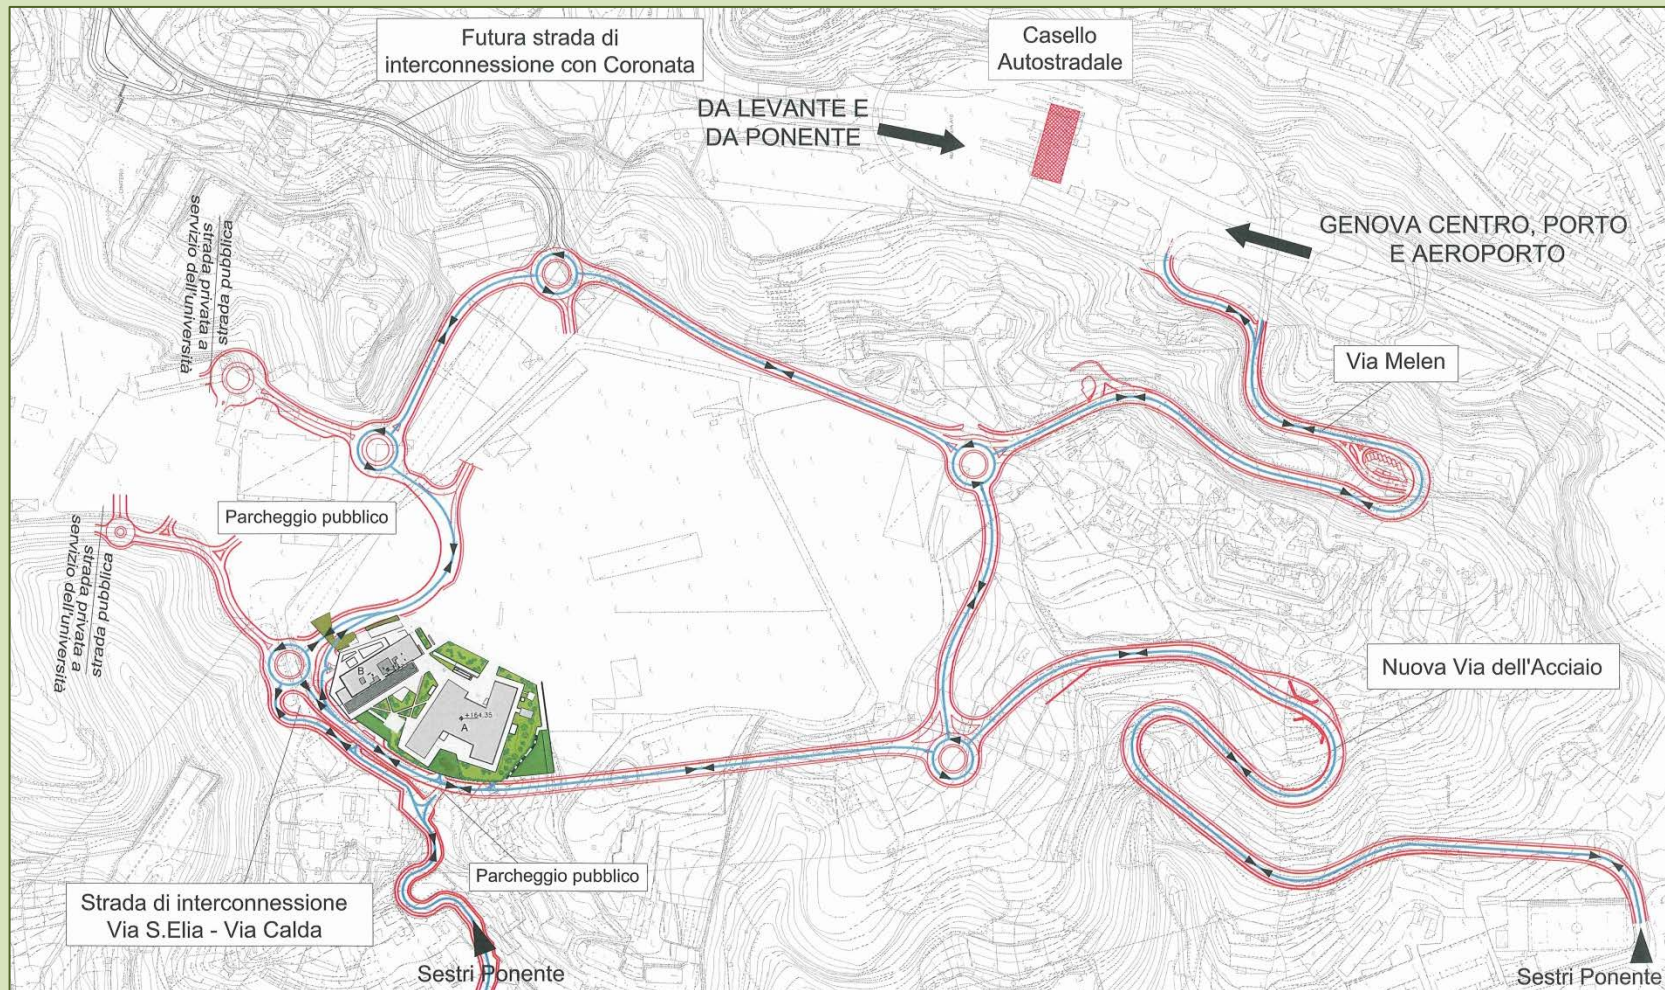 Futura strada di
interconnessione con Coronata
Casello
Autostradale
DA LEVANTE E
DA PONENTE
GENOVA CENTRO, PORTO
E AEROPORTO
strada pubblica
strada privata a
servizio dell'università
Via Melen
Parcheggio pubblico
strada pubblica
strada privata a
servizio dell'università
B
+164.35
A
Nuova Via dell'Acciaio
Parcheggio pubblico
Strada di interconnessione
Via S.Elia - Via Calda
Sestri Ponente
Sestri Ponente